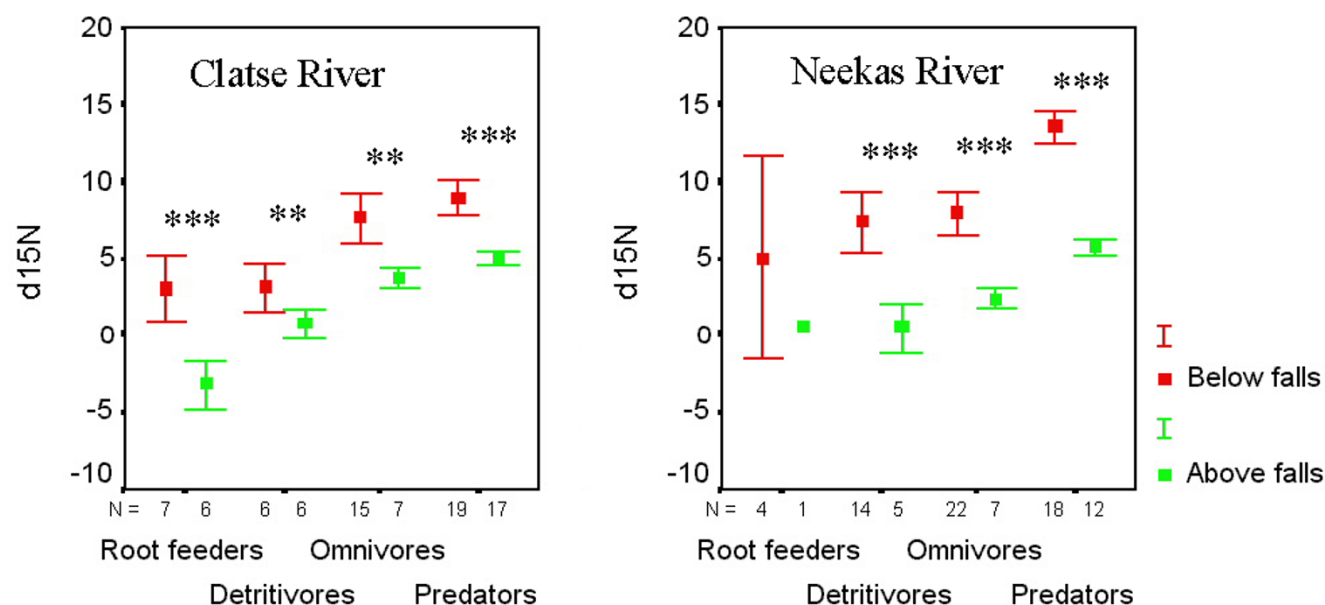 Clatse River
d15N
20
15
10
5
0
-5
-10
*** ** ** ***
N = 7 6 6 6 15 7 19 17
Root feeders Omnivores
Detritivores Predators
Neekas River
d15N
20
15
10
5
0
-5
-10
*** *** ***
N = 4 1 14 5 22 7 18 12
Root feeders Omnivores
Detritivores Predators
Below falls
Above falls